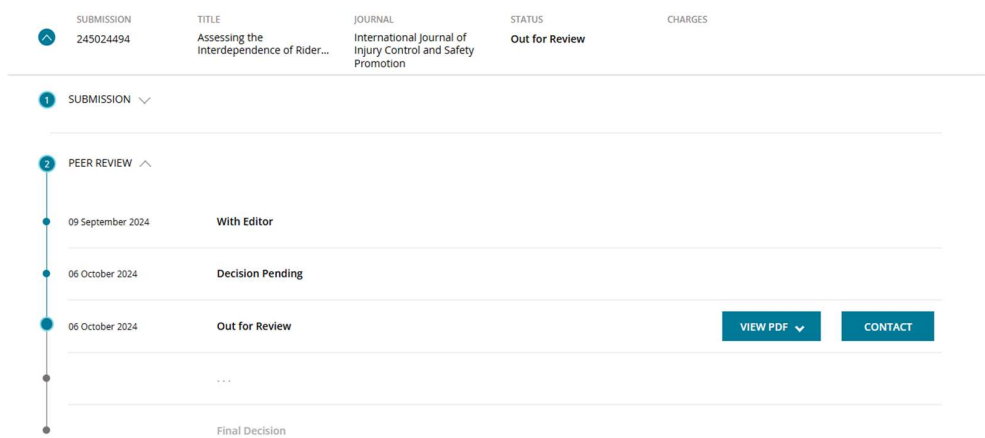 SUBMISSION TITLE JOURNAL STATUS CHARGES
245024494 Assessing the International Journal of Out for Review
Interdependence of Rider... Injury Control and Safety
Promotion
1 SUBMISSION
2 PEER REVIEW
09 September 2024 With Editor
06 October 2024 Decision Pending
06 October 2024 Out for Review VIEW PDF CONTACT
...
Final Decision